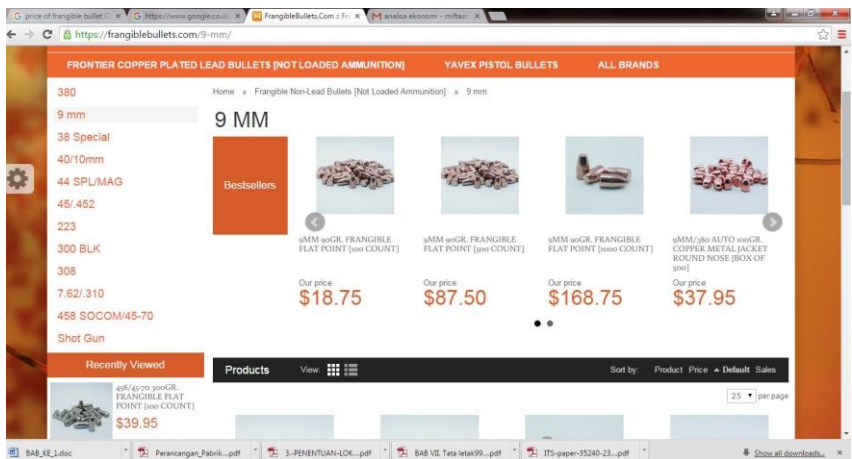 price of frangible bullet C
https://www.google.co.id
FrangibleBullets.Com :: Fr
analisa ekonomi - miftaa
https://frangiblebullets.com/9-mm/
FRONTIER COPPER PLATED LEAD BULLETS [NOT LOADED AMMUNITION]
YAVEX PISTOL BULLETS
ALL BRANDS
380
9 mm
38 Special
40/10mm
44 SPL/MAG
45/.452
223
300 BLK
308
7.62/.310
458 SOCOM/45-70
Shot Gun
Recently Viewed
458/45-70 300GR.
FRANGIBLE FLAT
POINT [100 COUNT]
$39.95
Home » Frangible Non-Lead Bullets [Not Loaded Ammunition] » 9 mm
9 MM
Bestsellers
9MM 90GR. FRANGIBLE
FLAT POINT [100 COUNT]
Our price
$18.75
9MM 90GR. FRANGIBLE
FLAT POINT [500 COUNT]
Our price
$87.50
9MM 90GR. FRANGIBLE
FLAT POINT [1000 COUNT]
Our price
$168.75
9MM/380 AUTO 100GR.
COPPER METAL JACKET
ROUND NOSE [BOX OF
500]
Our price
$37.95
Products View: Sort by: Product Price Default Sales
25 per page
BAB_KE_1.doc
Perancangan_Pabrik....pdf
3.-PENENTUAN-LOK....pdf
BAB VII. Tata letak99....pdf
ITS-paper-35240-23....pdf
Show all downloads...